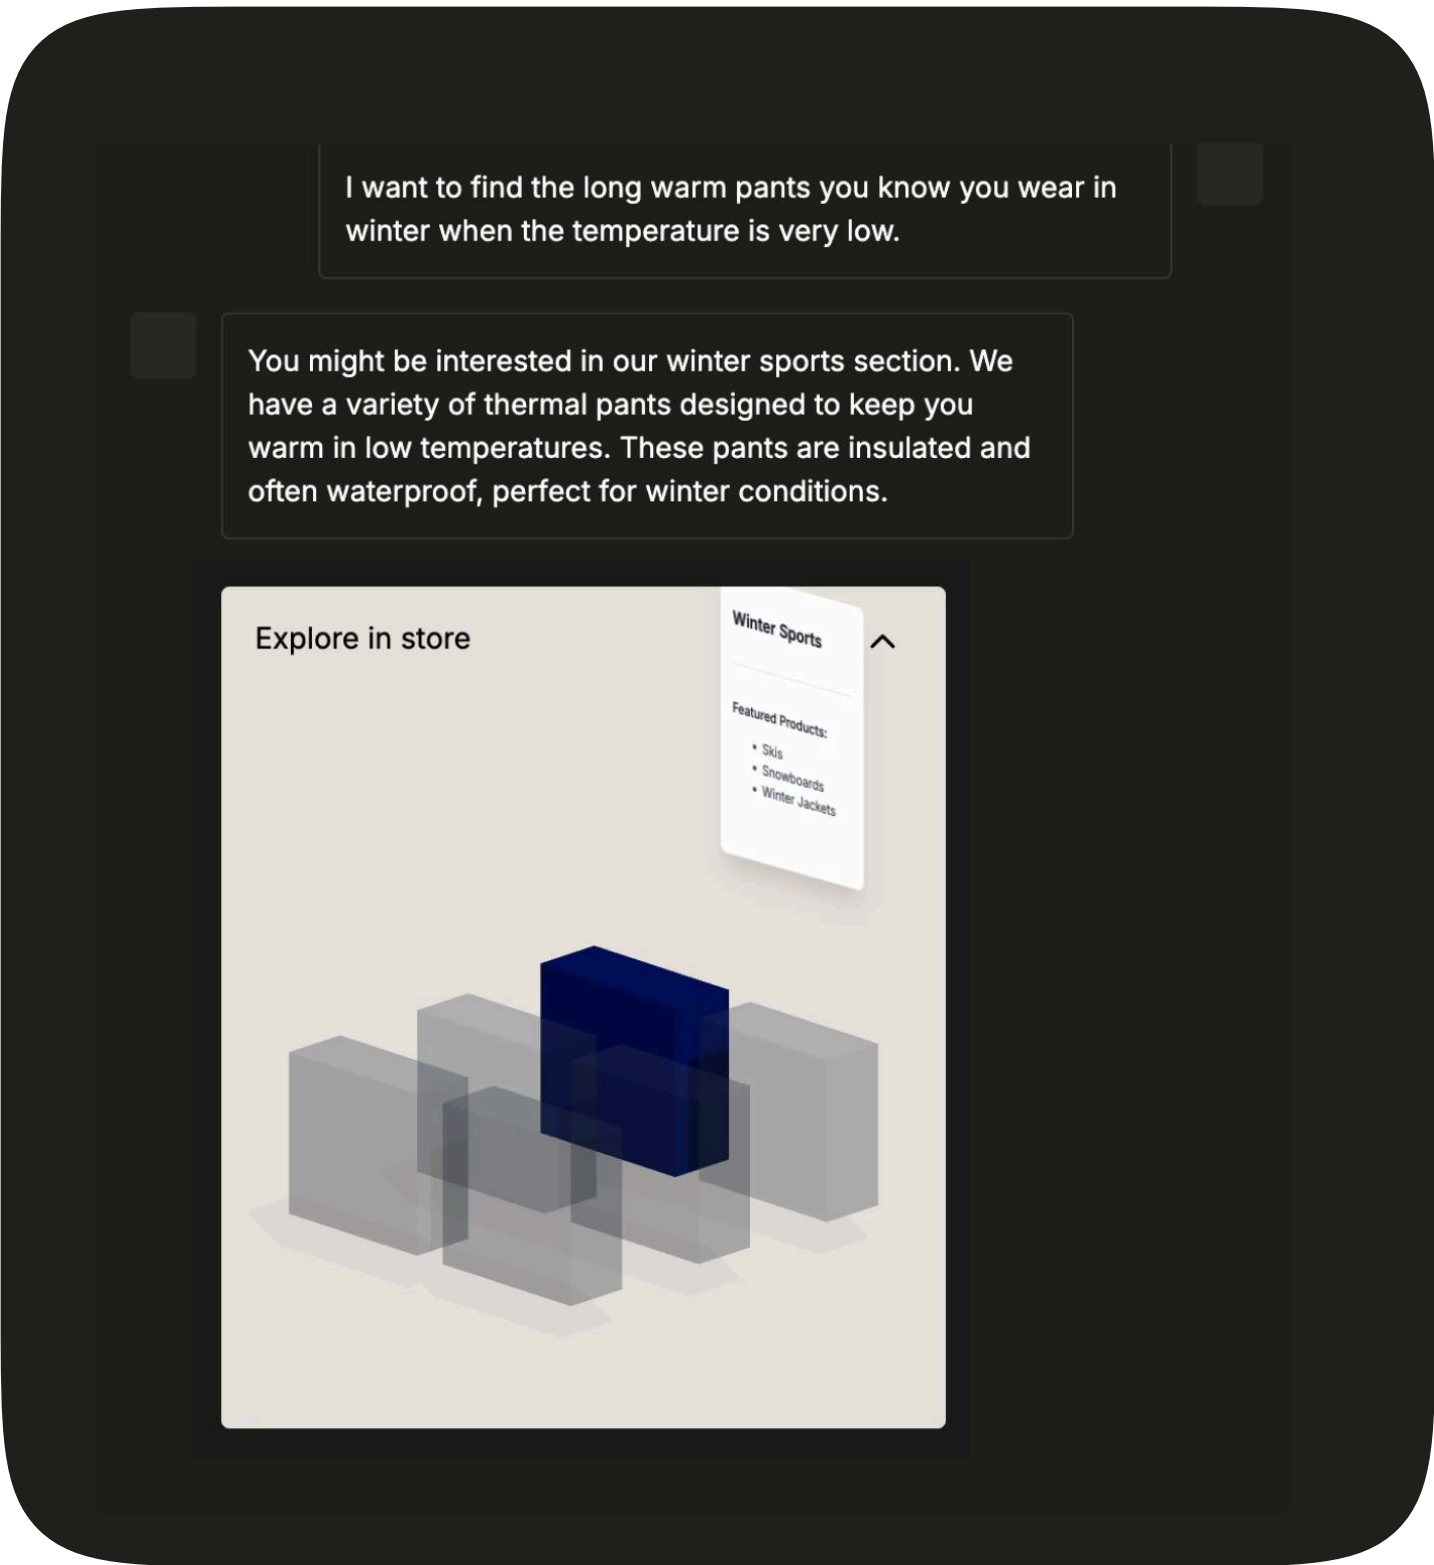 I want to find the long warm pants you know you wear in
winter when the temperature is very low.
You might be interested in our winter sports section. We
have a variety of thermal pants designed to keep you
warm in low temperatures. These pants are insulated and
often waterproof, perfect for winter conditions.
Explore in store
Winter Sports
Featured Products:
• Skis
• Snowboards
• Winter Jackets